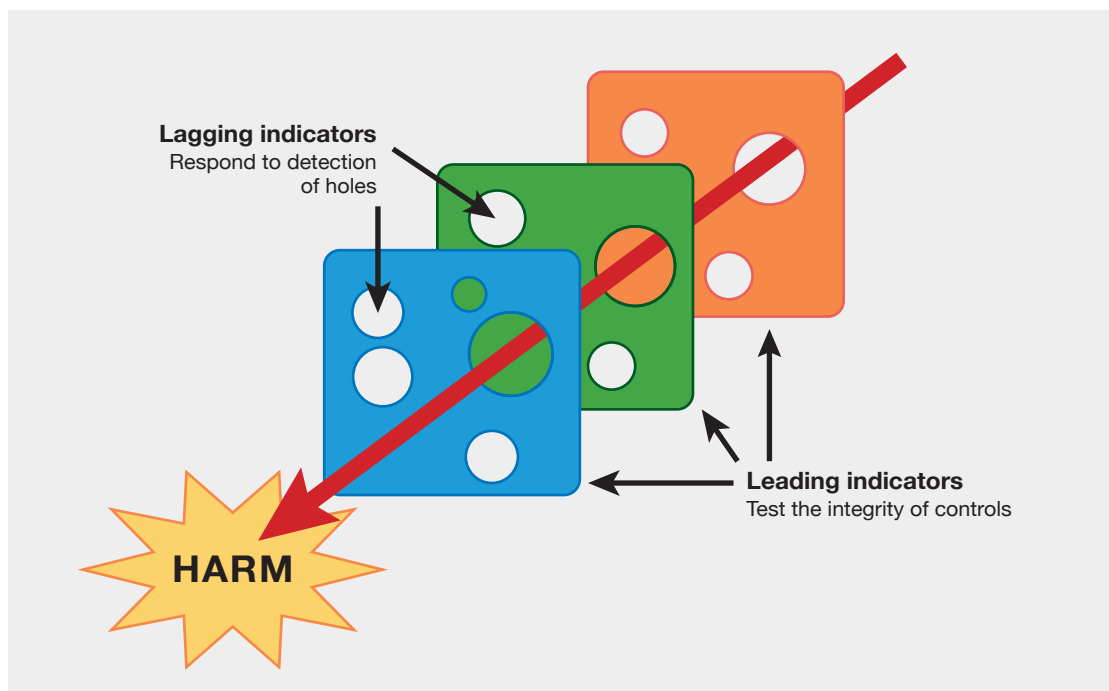 Lagging indicators
Respond to detection
of holes
Leading indicators
Test the integrity of controls
HARM